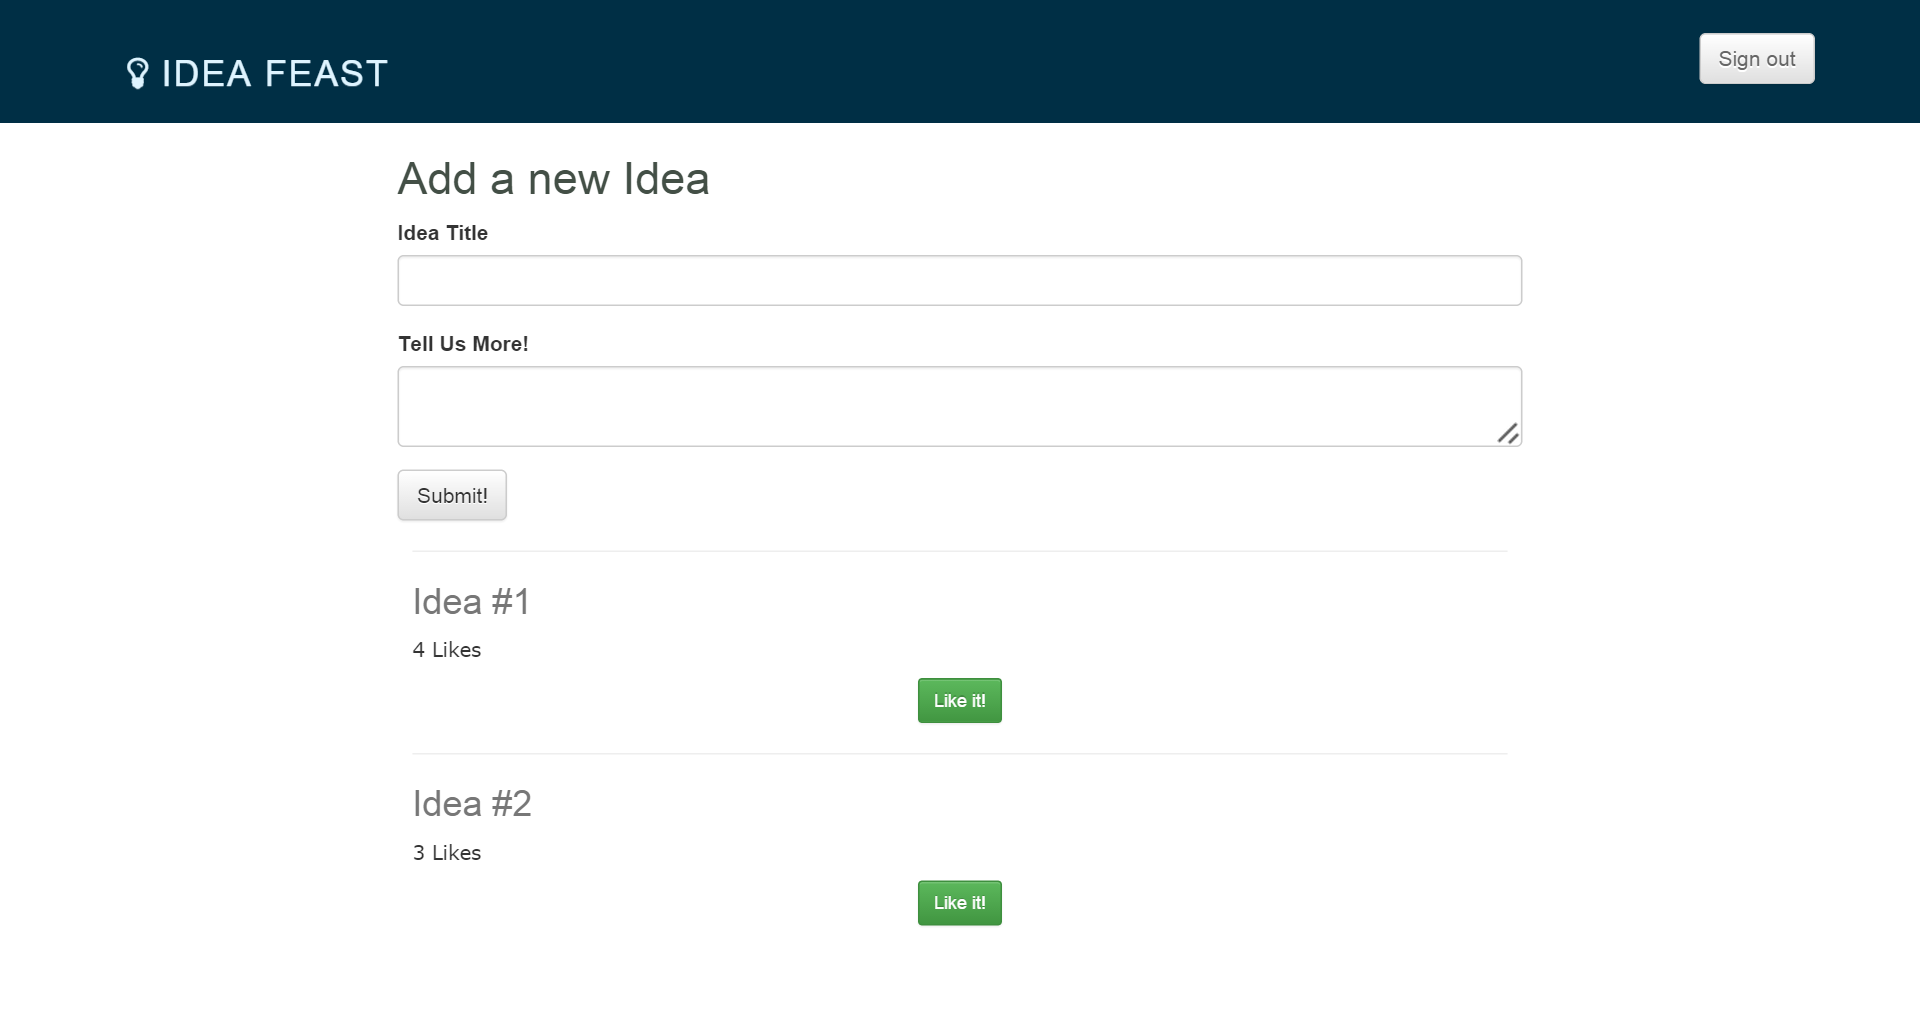 IDEA FEAST
Sign out
Add a new Idea
Idea Title
Tell Us More!
Submit!
Idea #1
4 Likes
Like it!
Idea #2
3 Likes
Like it!